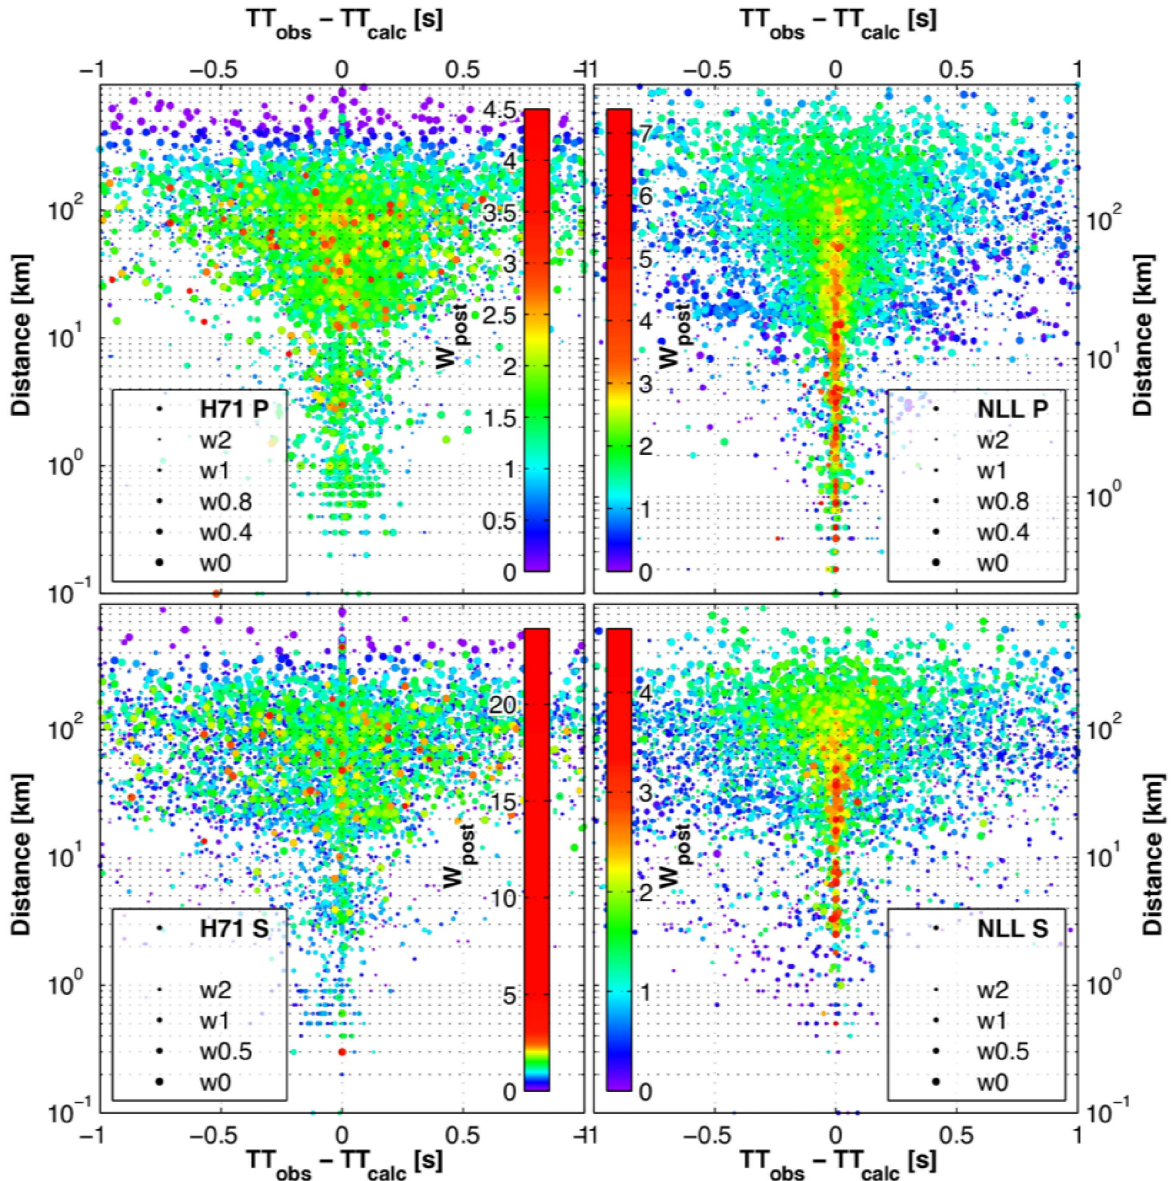 TT_obs − TT_calc [s]
TT_obs − TT_calc [s]
−1 −0.5 0 0.5 1
−1 −0.5 0 0.5 1
Distance [km]
10^2
10^1
10^0
10^−1
W_post
4.5
4
3.5
3
2.5
2
1.5
1
0.5
0
H71 P
w2
w1
w0.8
w0.4
w0
W_post
7
6
5
4
3
2
1
0
NLL P
w2
w1
w0.8
w0.4
w0
10^2
10^1
10^0
10^−1
Distance [km]
Distance [km]
10^2
10^1
10^0
10^−1
W_post
20
15
10
5
0
H71 S
w2
w1
w0.5
w0
W_post
4
3
2
1
0
NLL S
w2
w1
w0.5
w0
10^2
10^1
10^0
10^−1
Distance [km]
−1 −0.5 0 0.5 1
−1 −0.5 0 0.5 1
TT_obs − TT_calc [s]
TT_obs − TT_calc [s]